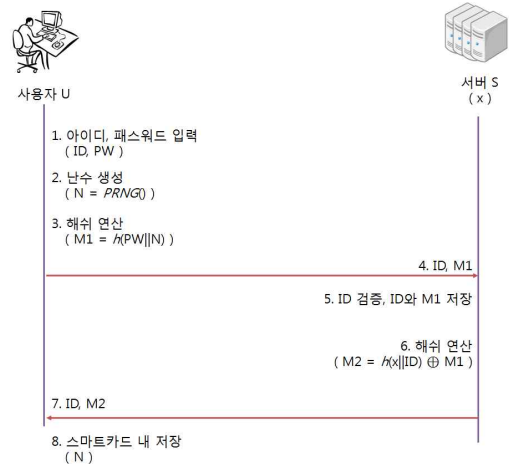 사용자 U
서버 S
( x )
1. 아이디, 패스워드 입력
( ID, PW )
2. 난수 생성
( N = PRNG() )
3. 해쉬 연산
( M1 = h(PW||N) )
4. ID, M1
5. ID 검증, ID와 M1 저장
6. 해쉬 연산
( M2 = h(x||ID) ⊕ M1 )
7. ID, M2
8. 스마트카드 내 저장
( N )